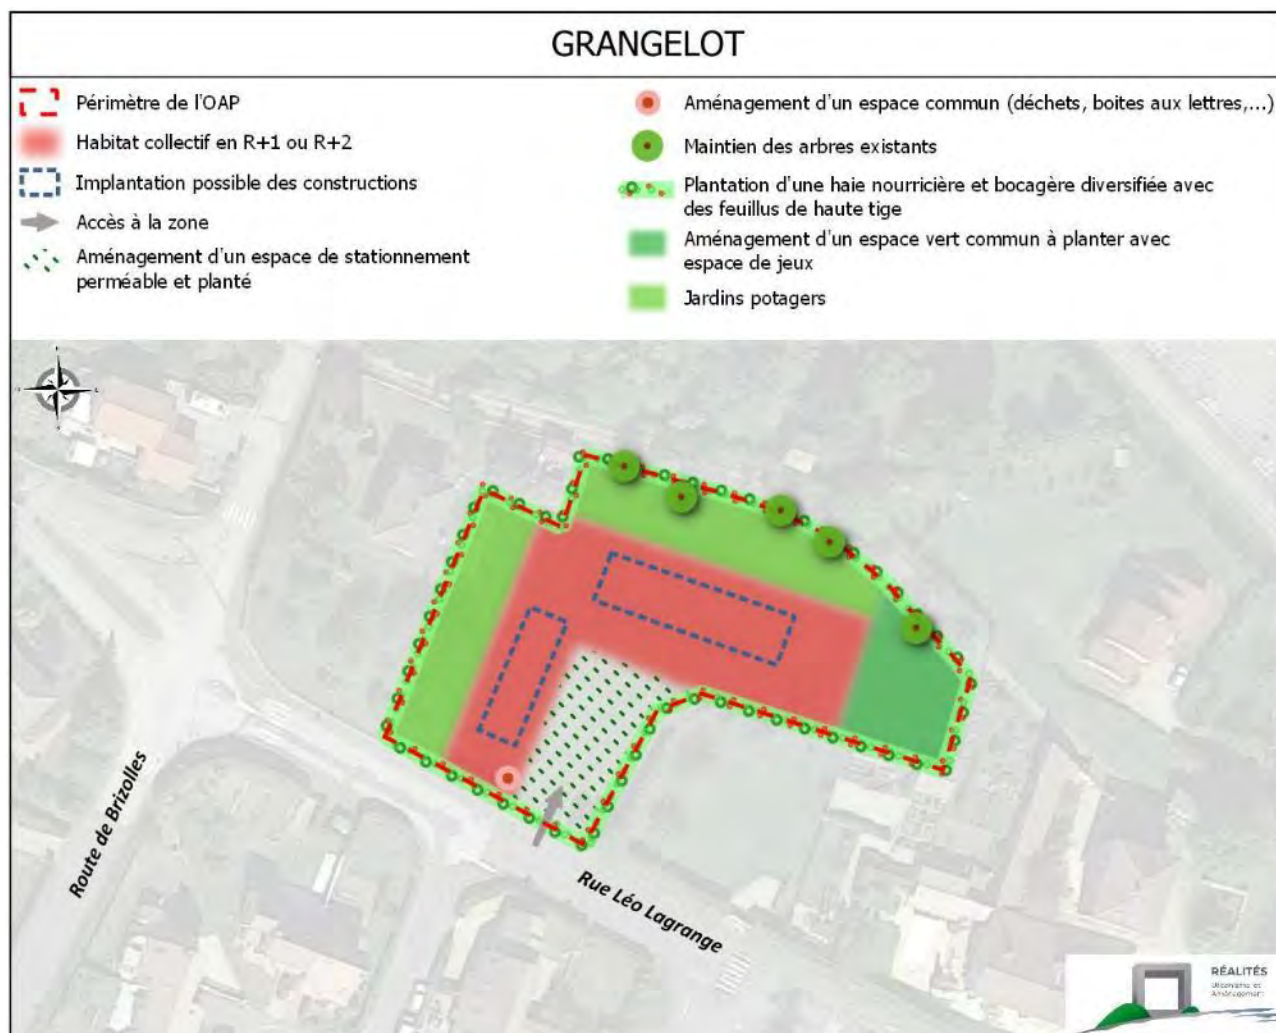 GRANGELOT
Périmètre de l'OAP
Habitat collectif en R+1 ou R+2
Implantation possible des constructions
Accès à la zone
Aménagement d'un espace de stationnement
perméable et planté
Aménagement d'un espace commun (déchets, boites aux lettres,...)
Maintien des arbres existants
Plantation d'une haie nourricière et bocagère diversifiée avec
des feuillus de haute tige
Aménagement d'un espace vert commun à planter avec
espace de jeux
Jardins potagers
Route de Brizolles
Rue Léo Lagrange
RÉALITÉS
Urbanisme et
Aménagement